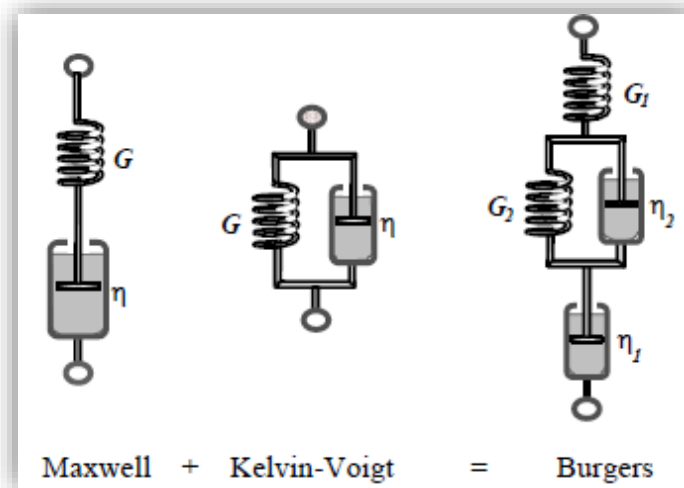 G
η
G
η
G1
G2
η2
η1
Maxwell + Kelvin-Voigt = Burgers